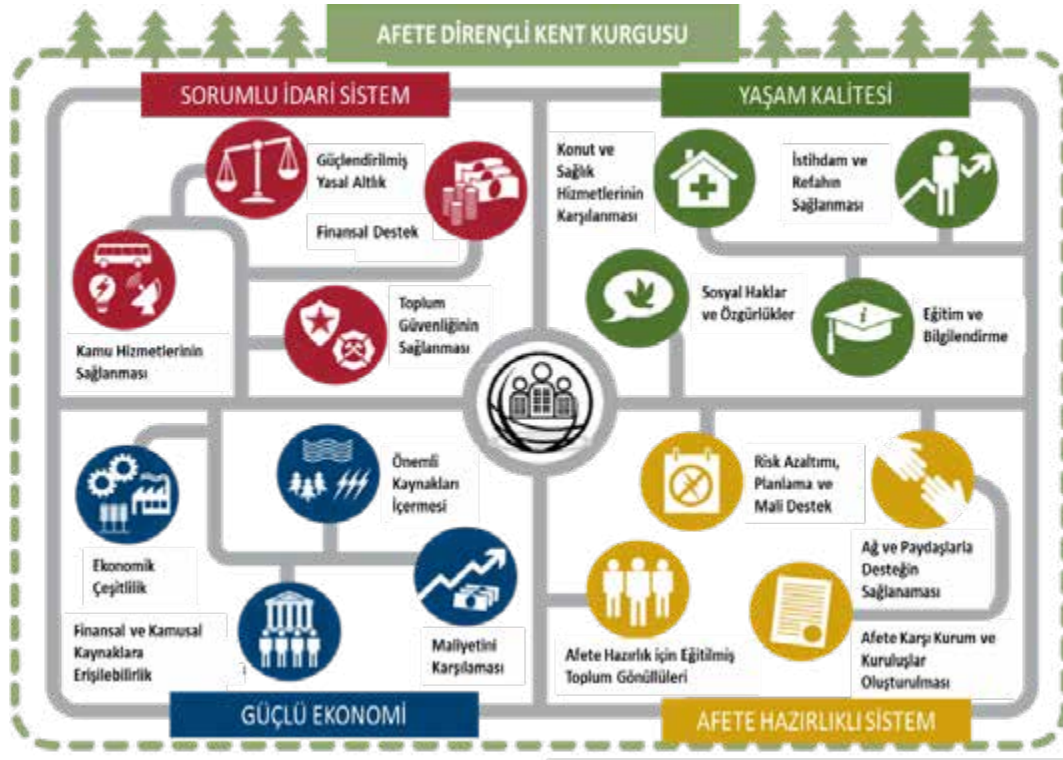 AFETE DİRENÇLİ KENT KURGUSU
SORUMLU İDARİ SİSTEM
Güçlendirilmiş
Yasal Altlık
Finansal Destek
Kamu Hizmetlerinin
Sağlanması
Toplum
Güvenliğinin
Sağlanması
YAŞAM KALİTESİ
Konut ve
Sağlık
Hizmetlerinin
Karşılanması
İstihdam ve
Refahın
Sağlanması
Sosyal Haklar
ve Özgürlükler
i
Eğitim ve
Bilgilendirme
Ekonomik
Çeşitlilik
Önemli
Kaynakları
İçermesi
Finansal ve Kamusal
Kaynaklara
Erişilebilirlik
Maliyetini
Karşılaması
GÜÇLÜ EKONOMİ
Risk Azaltımı,
Planlama ve
Mali Destek
Ağ ve Paydaşlarla
Desteğin
Sağlanaması
Afete Hazırlık için Eğitilmiş
Toplum Gönüllüleri
Afete Karşı Kurum ve
Kuruluşlar
Oluşturulması
AFETE HAZIRLIKLI SİSTEM